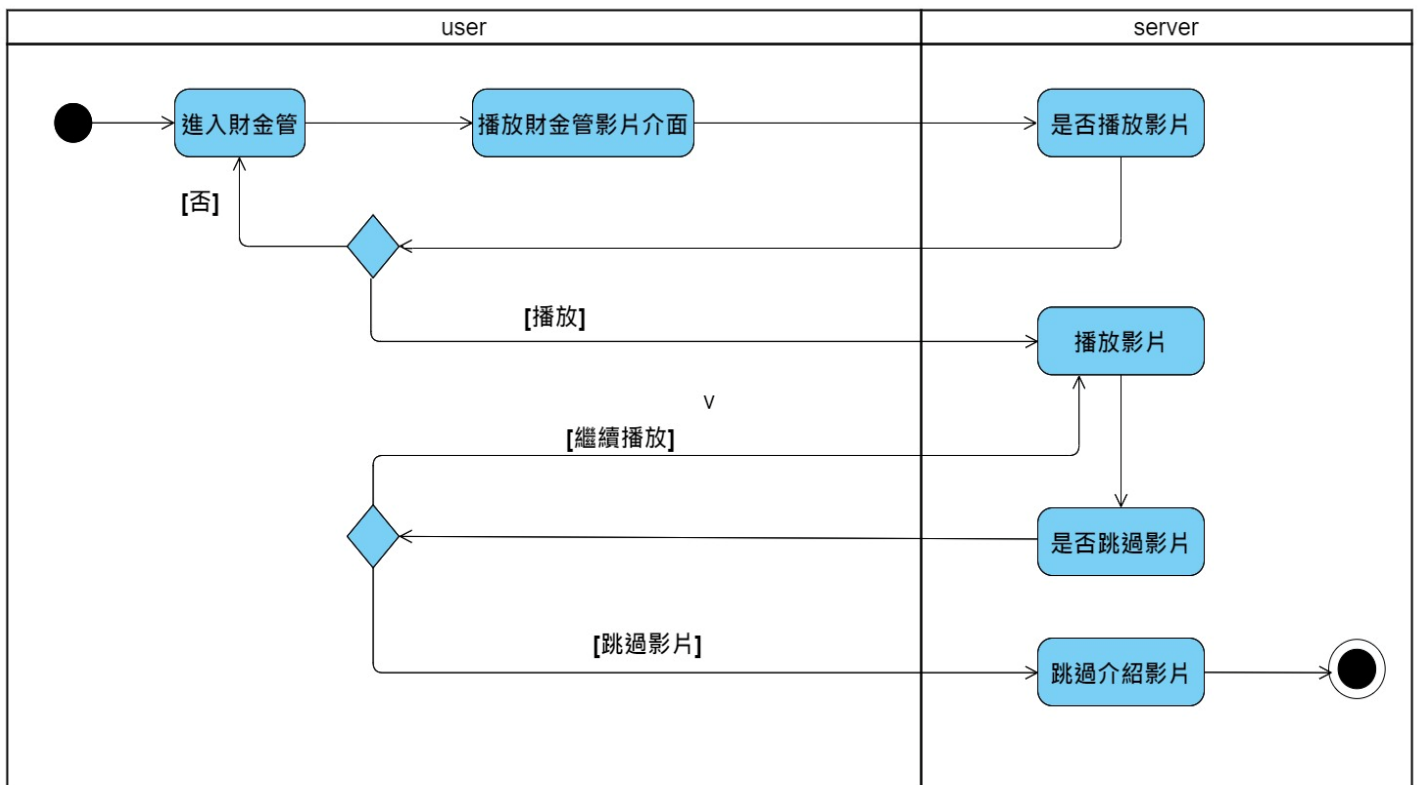 user
server
進入財金管
播放財金管影片介面
是否播放影片
[否]
[播放]
播放影片
v
[繼續播放]
是否跳過影片
[跳過影片]
跳過介紹影片